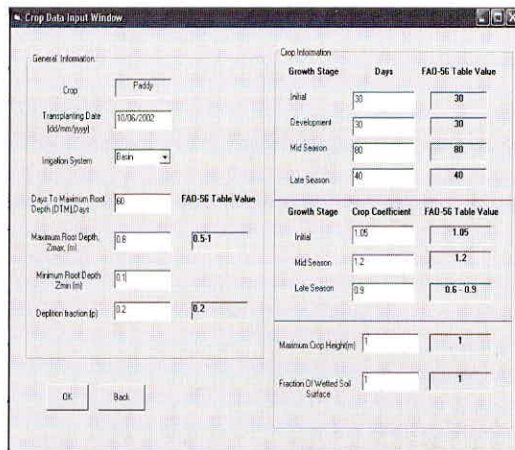 Crop Data Input Window
General Information
Crop
Paddy
Transplanting Date
(dd/mm/yyyy)
10/06/2002
Irrigation System
Basin
Days To Maximum Root
Depth (DTM),Days
60
FAO-56 Table Value
Maximum Root Depth,
Zmax, (m)
0.8
0.5-1
Minimum Root Depth
Zmin (m)
0.1
Depletion fraction (p)
0.2
0.2
OK
Back
Crop Information
Growth Stage Days FAO-56 Table Value
Initial 30 30
Development 30 30
Mid Season 80 80
Late Season 40 40
Growth Stage Crop Coefficient FAO-56 Table Value
Initial 1.05 1.05
Mid Season 1.2 1.2
Late Season 0.9 0.6 - 0.9
Maximum Crop Height(m) 1 1
Fraction Of Wetted Soil
Surface
1 1